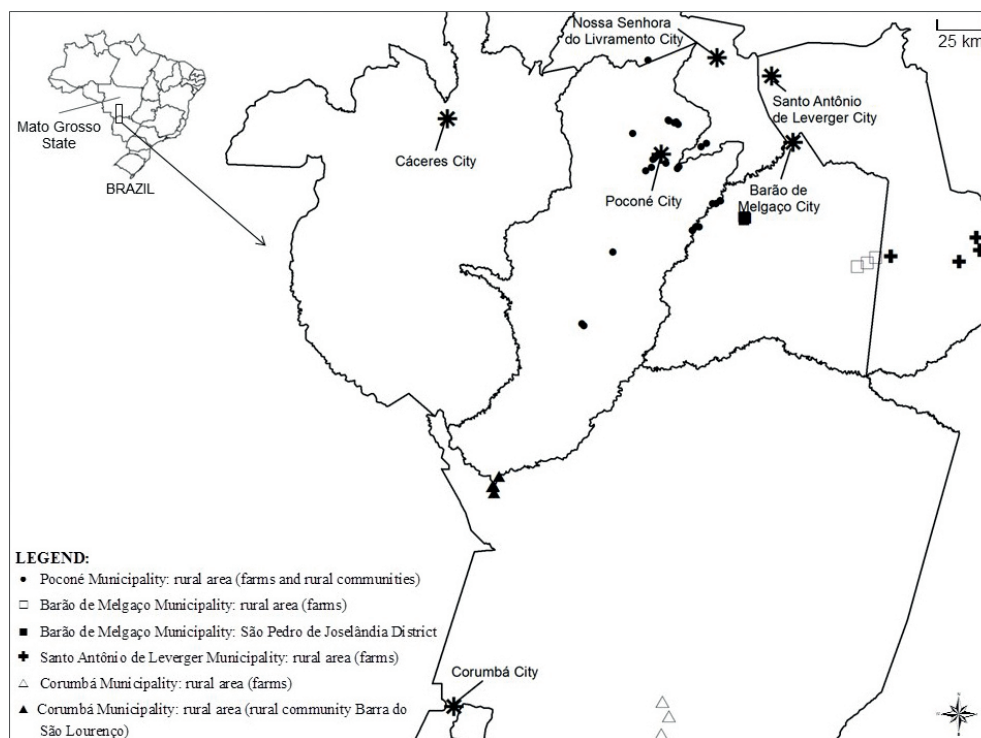 Nossa Senhora
do Livramento City
25 km
Santo Antônio
de Leverger City
Mato Grosso
State
Cáceres City
BRAZIL
Poconé City
Barão de
Melgaço City
LEGEND:
Poconé Municipality: rural area (farms and rural communities)
Barão de Melgaço Municipality: rural area (farms)
Barão de Melgaço Municipality: São Pedro de Joselândia District
Santo Antônio de Leverger Municipality: rural area (farms)
Corumbá Municipality: rural area (farms)
Corumbá Municipality: rural area (rural community Barra do
São Lourenço)
Corumbá City